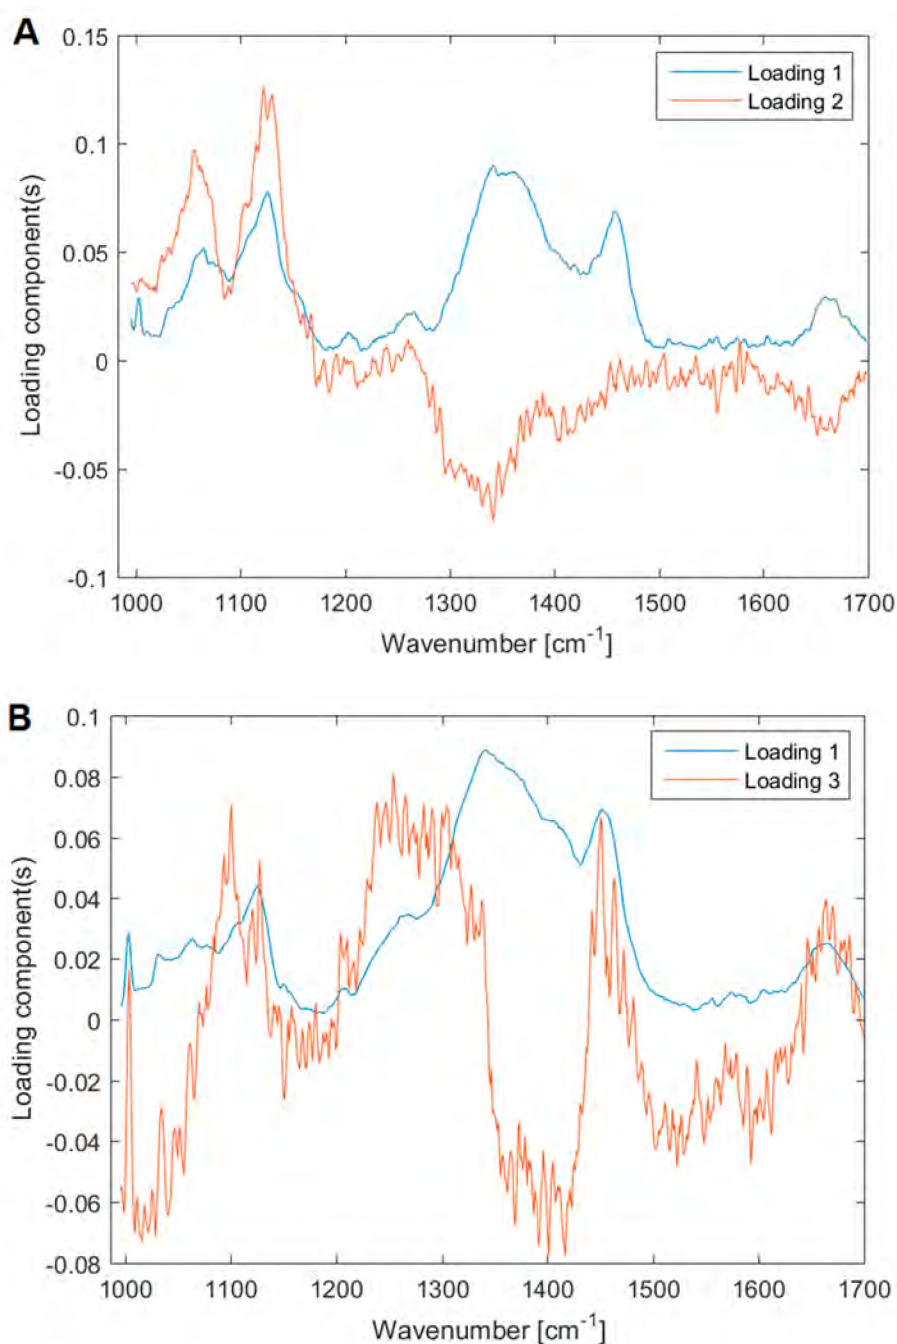 A
0.15
Loading 1
Loading 2
0.1
0.05
0
-0.05
-0.1
Loading component(s)
1000 1100 1200 1300 1400 1500 1600 1700
Wavenumber [cm⁻¹]
B
0.1
Loading 1
Loading 3
0.08
0.06
0.04
0.02
0
-0.02
-0.04
-0.06
-0.08
Loading component(s)
1000 1100 1200 1300 1400 1500 1600 1700
Wavenumber [cm⁻¹]